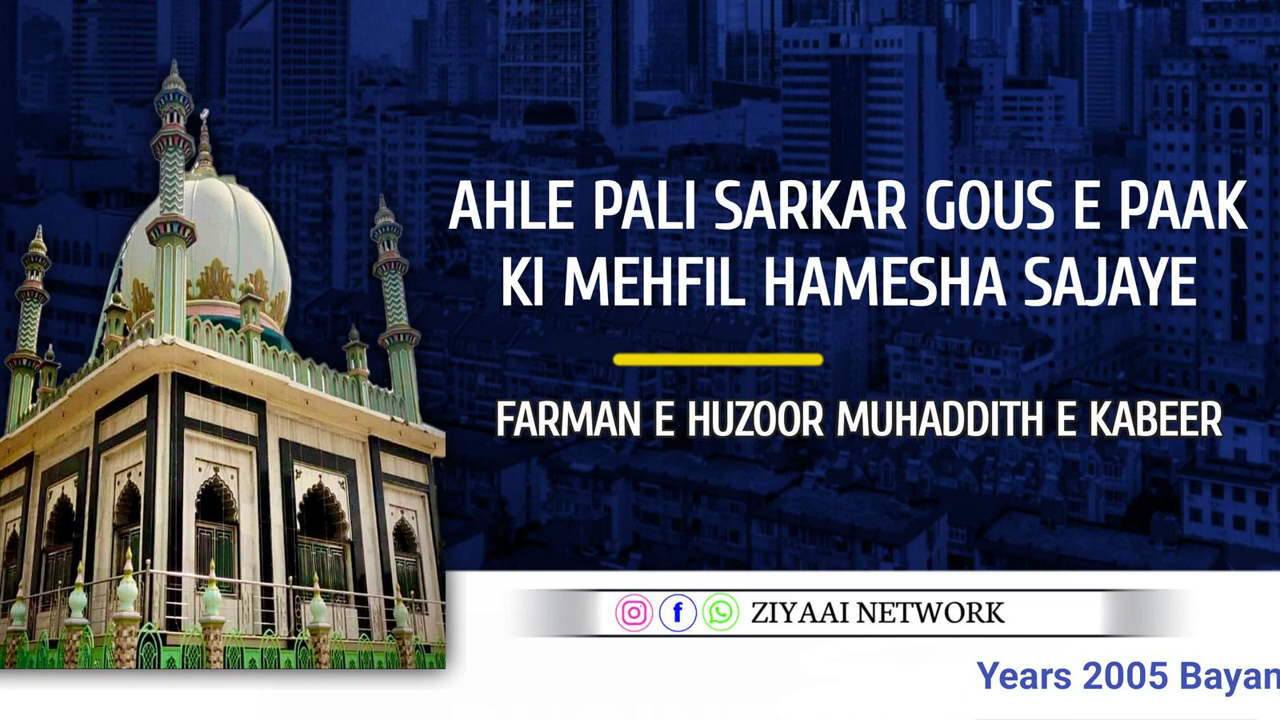 AHLE PALI SARKAR GOUS E PAAK
KI MEHFIL HAMESHA SAJAYE
FARMAN E HUZOOR MUHADDITH E KABEER
ZIYAAI NETWORK
Years 2005 Bayan